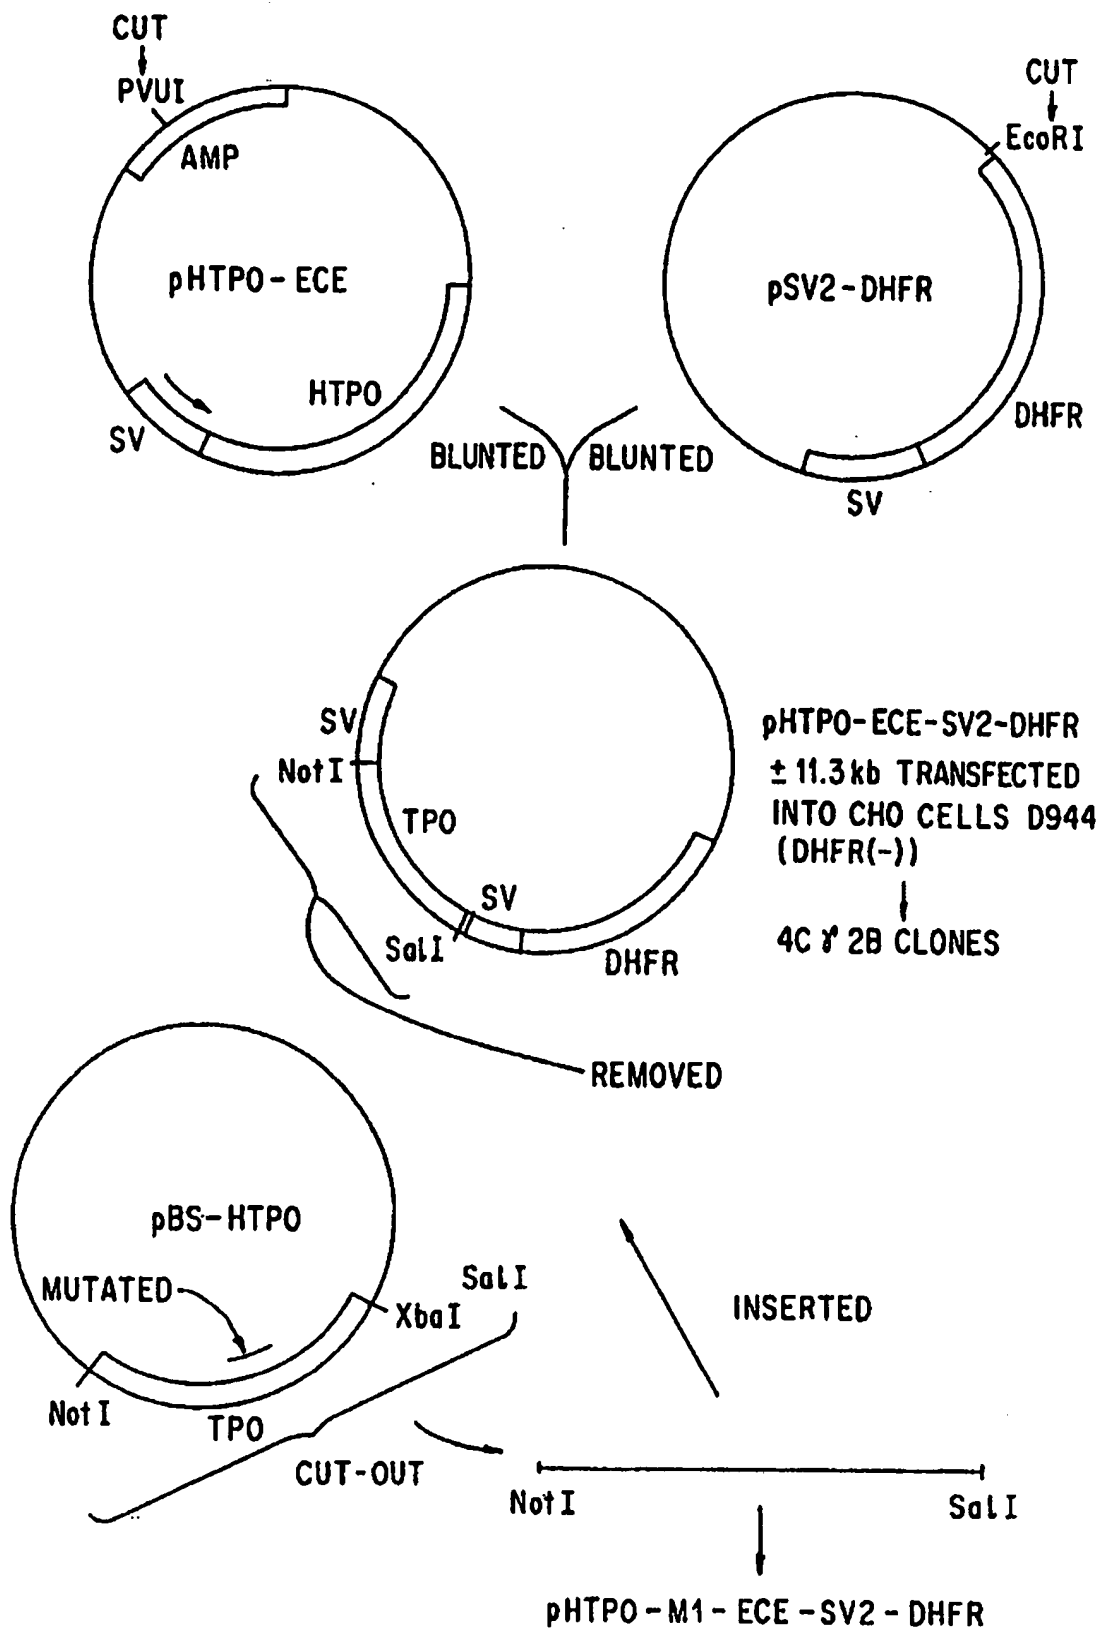 CUT
PVUI
AMP
pHTPO-ECE
HTPO
SV
CUT
EcoRI
pSV2-DHFR
DHFR
SV
BLUNTED
BLUNTED
SV
NotI
TPO
SV
SalI
DHFR
pHTPO-ECE-SV2-DHFR
± 11.3kb TRANSFECTED
INTO CHO CELLS D944
(DHFR(-))
4C γ 2B CLONES
REMOVED
pBS-HTPO
MUTATED
SalI
XbaI
NotI
TPO
CUT-OUT
INSERTED
NotI
SalI
pHTPO-M1-ECE-SV2-DHFR